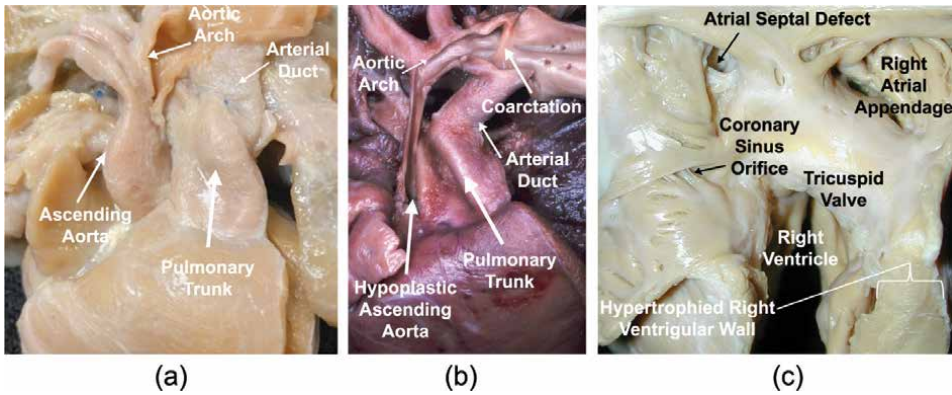 Aortic
Arch
Arterial
Duct
Ascending
Aorta
Pulmonary
Trunk
(a)
Aortic
Arch
Coarctation
Arterial
Duct
Pulmonary
Trunk
Hypoplastic
Ascending
Aorta
(b)
Atrial Septal Defect
Right
Atrial
Appendage
Coronary
Sinus
Orifice
Tricuspid
Valve
Right
Ventricle
Hypertrophied Right
Ventrigular Wall
(c)